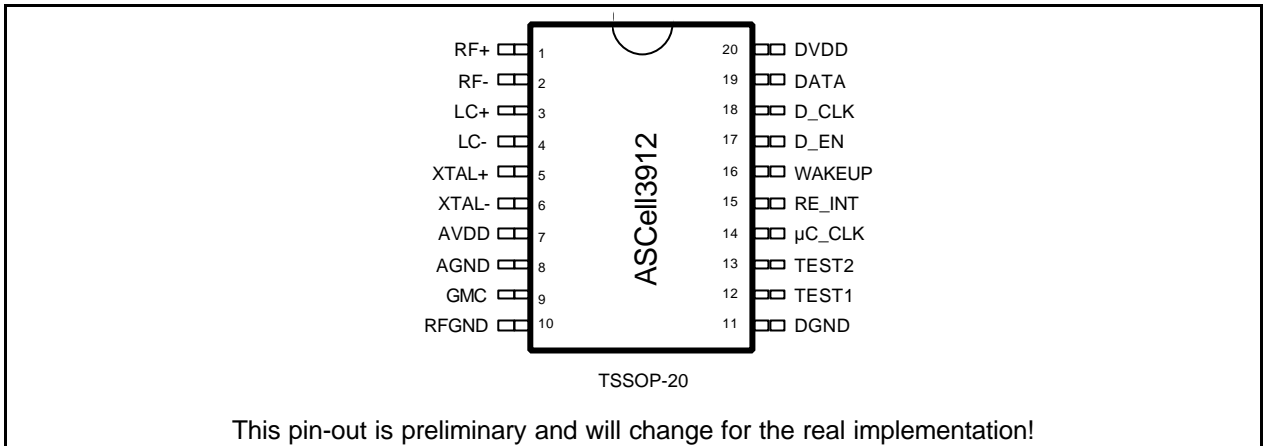 RF+ 1 20 DVDD
RF- 2 19 DATA
LC+ 3 18 D_CLK
LC- 4 17 D_EN
XTAL+ 5 16 WAKEUP
XTAL- 6 15 RE_INT
AVDD 7 14 µC_CLK
AGND 8 13 TEST2
GMC 9 12 TEST1
RFGND 10 11 DGND
ASCell3912
TSSOP-20
This pin-out is preliminary and will change for the real implementation!